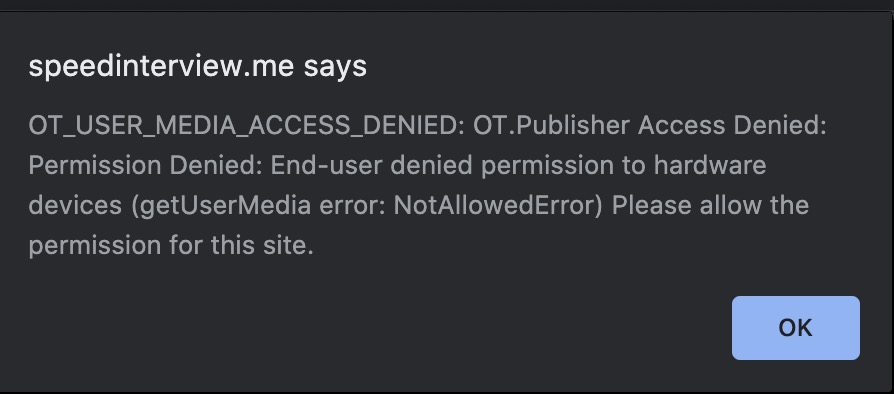 speedinterview.me says
OT_USER_MEDIA_ACCESS_DENIED: OT.Publisher Access Denied:
Permission Denied: End-user denied permission to hardware
devices (getUserMedia error: NotAllowedError) Please allow the
permission for this site.
OK